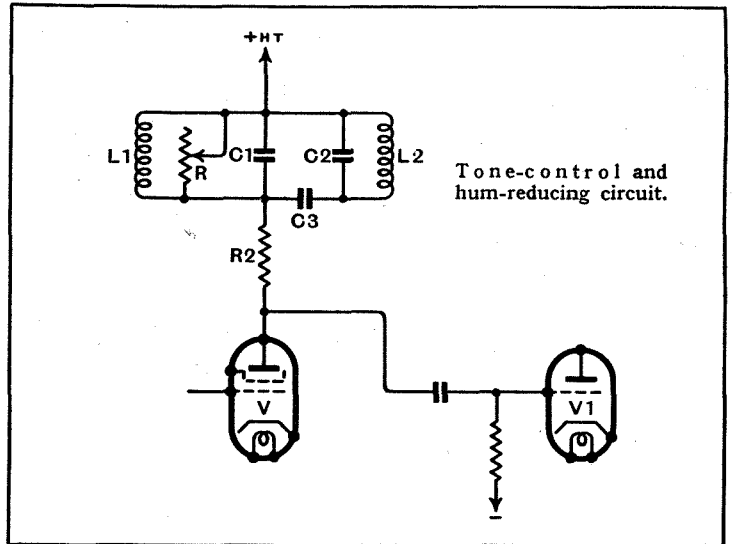 +HT
L1
R
C1
C2
L2
C3
Tone-control and
hum-reducing circuit.
R2
V
V1